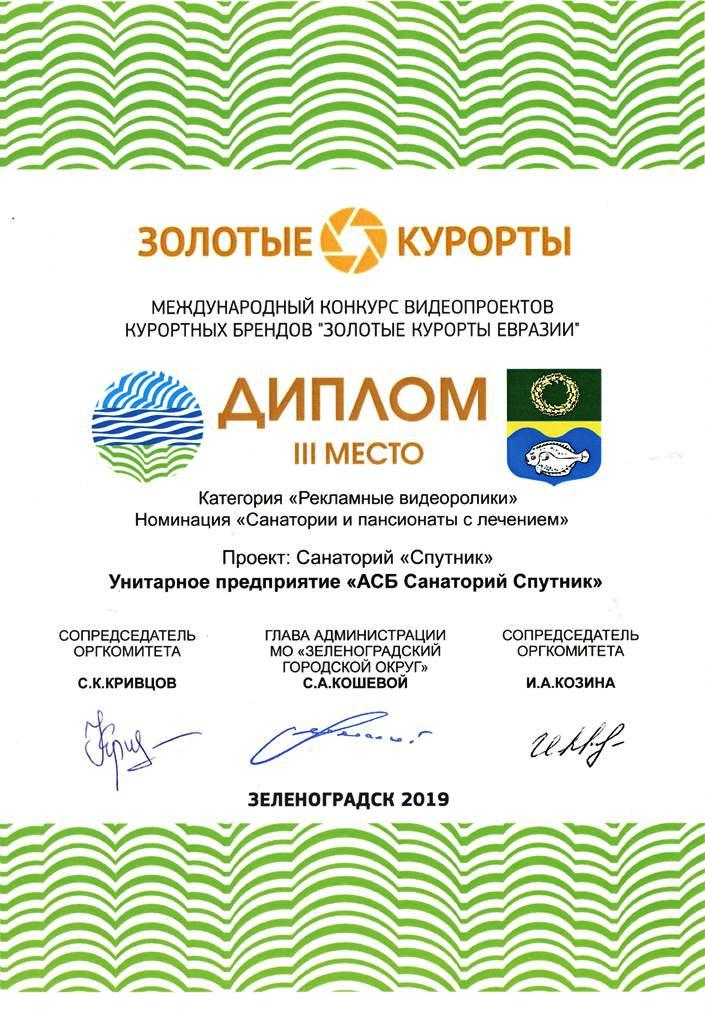 ЗОЛОТЫЕ КУРОРТЫ
МЕЖДУНАРОДНЫЙ КОНКУРС ВИДЕОПРОЕКТОВ
КУРОРТНЫХ БРЕНДОВ "ЗОЛОТЫЕ КУРОРТЫ ЕВРАЗИИ"
ДИПЛОМ
III МЕСТО
Категория «Рекламные видеоролики»
Номинация «Санатории и пансионаты с лечением»
Проект: Санаторий «Спутник»
Унитарное предприятие «АСБ Санаторий Спутник»
СОПРЕДСЕДАТЕЛЬ
ОРГКОМИТЕТА
С.К.КРИВЦОВ
ГЛАВА АДМИНИСТРАЦИИ
МО «ЗЕЛЕНОГРАДСКИЙ
ГОРОДСКОЙ ОКРУГ»
С.А.КОШЕВОЙ
СОПРЕДСЕДАТЕЛЬ
ОРГКОМИТЕТА
И.А.КОЗИНА
ЗЕЛЕНОГРАДСК 2019